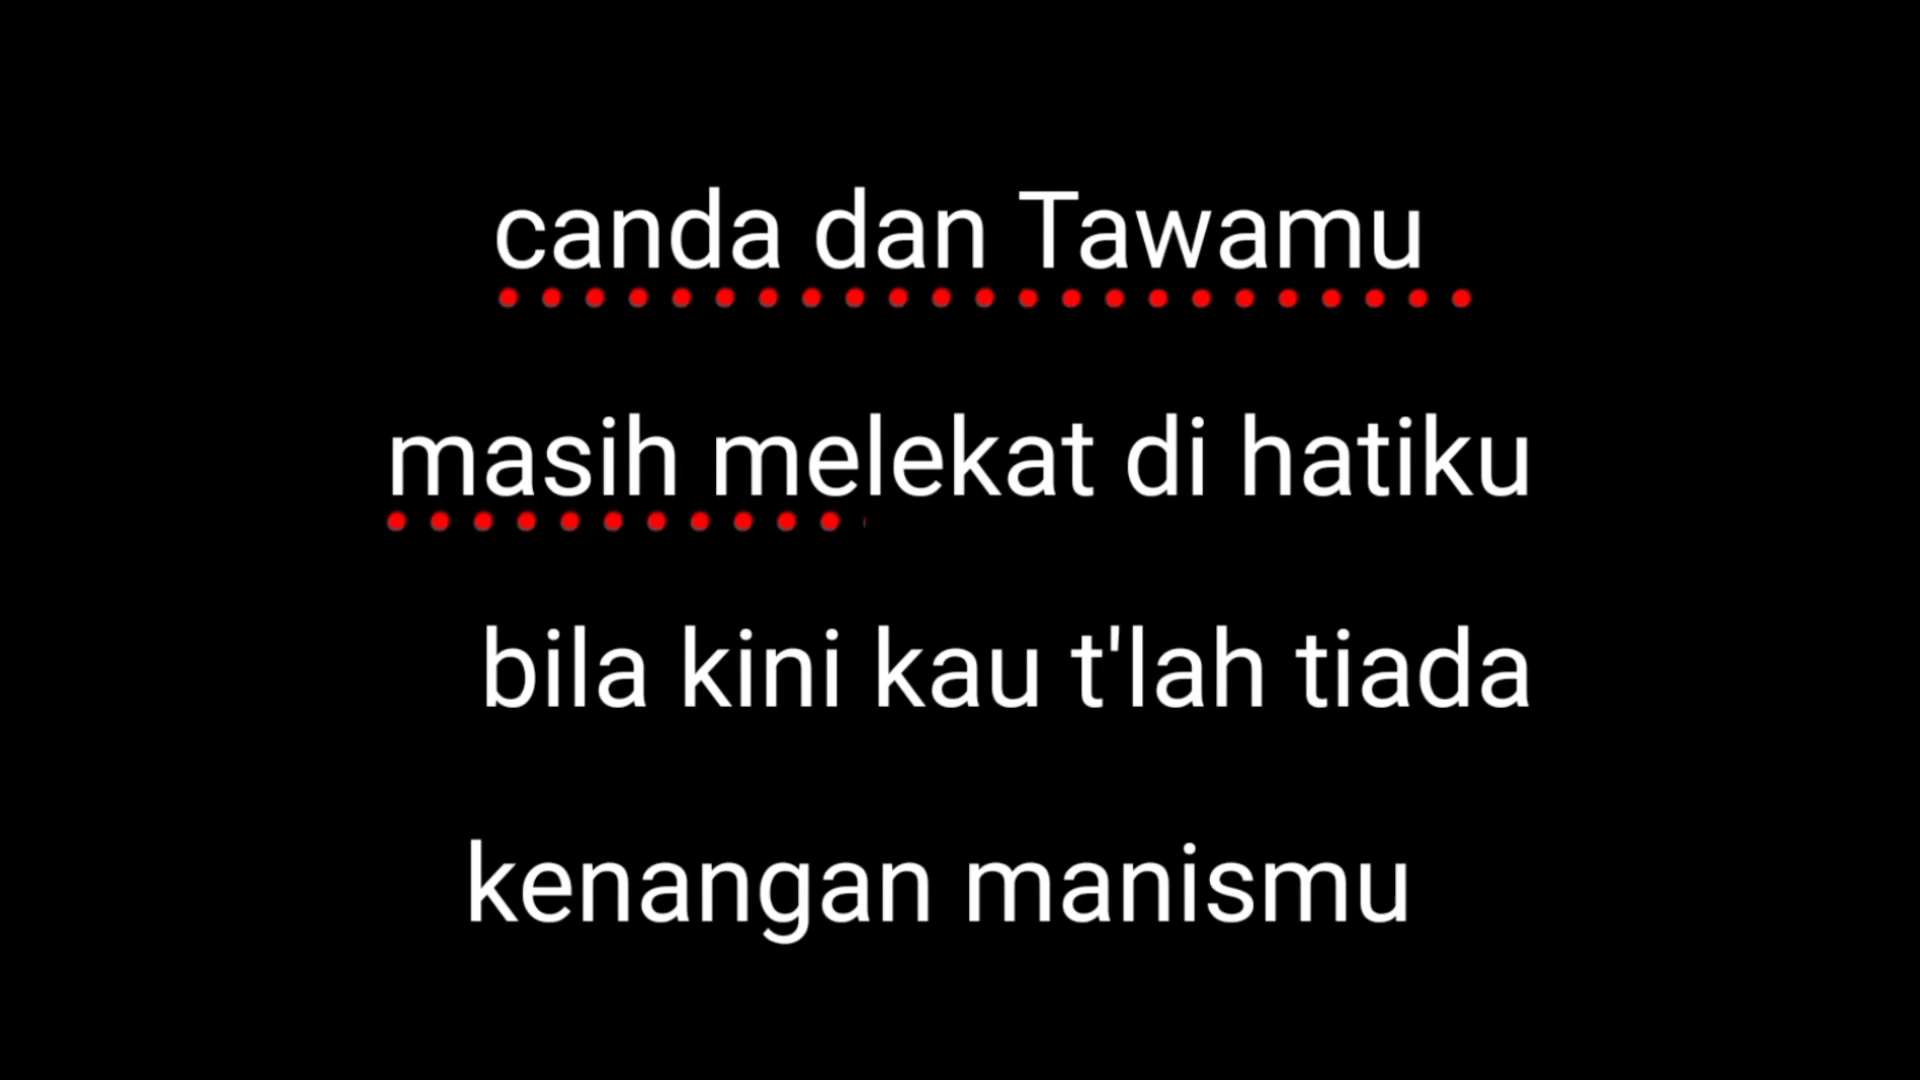 canda dan Tawamu
masih melekat di hatiku
bila kini kau t'lah tiada
kenangan manismu